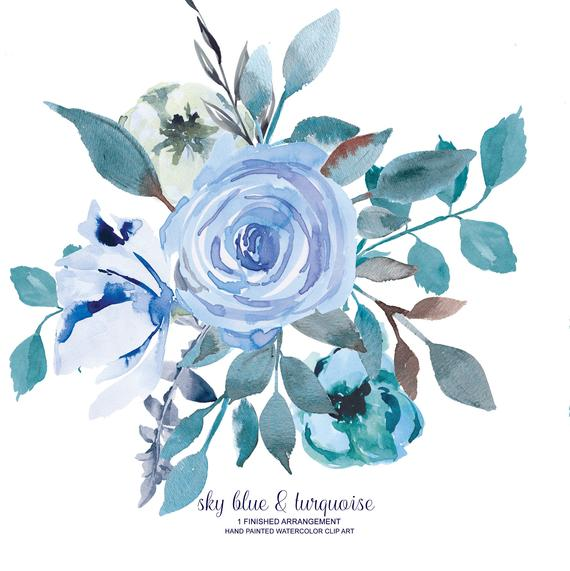 sky blue & turquoise
1 FINISHED ARRANGEMENT
HAND PAINTED WATERCOLOR CLIP ART